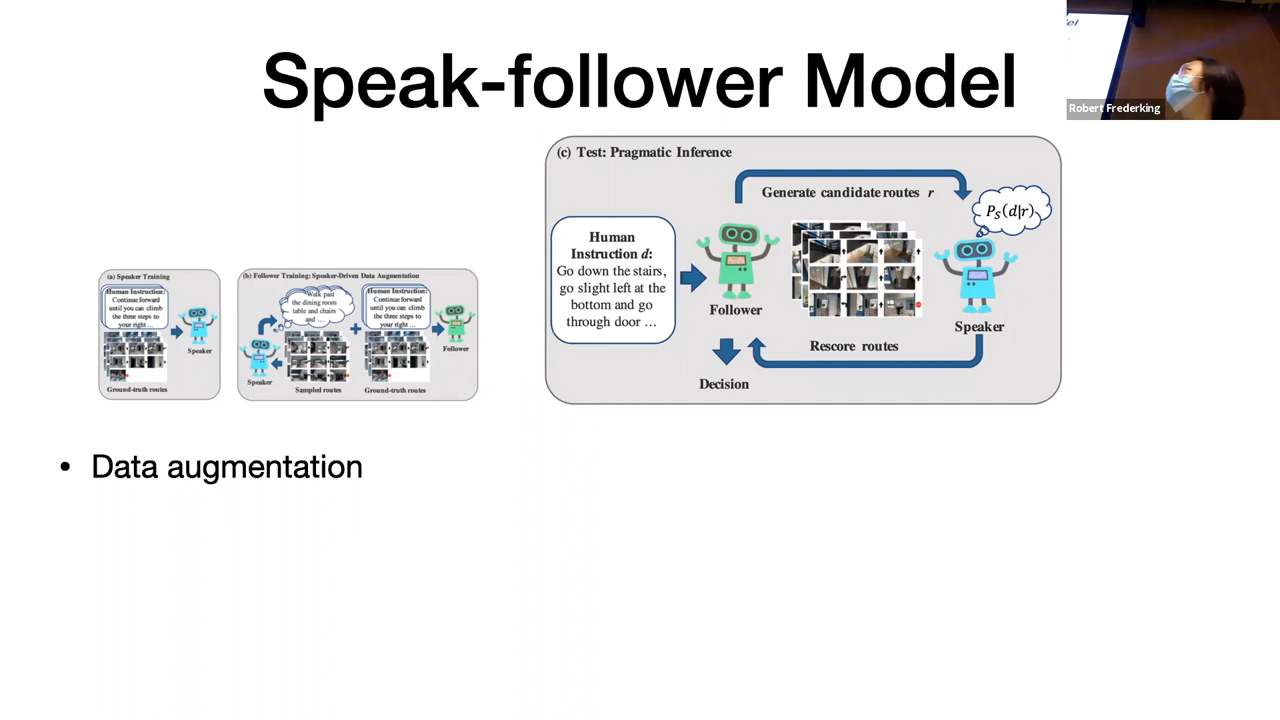 Speak-follower Model
el
Robert Frederking
(a) Speaker Training
Human Instruction:
Continue forward
until you can climb
the three steps to
your right ...
Speaker
Ground-truth routes
(b) Follower Training: Speaker-Driven Data Augmentation
Walk past
the dining room
table and chairs
and ...
Human Instruction:
Continue forward
until you can climb
the three steps to
your right ...
Speaker
Follower
Sampled routes
Ground-truth routes
(c) Test: Pragmatic Inference
Generate candidate routes r
P_S(d|r)
Human
Instruction d:
Go down the stairs,
go slight left at the
bottom and go
through door ...
Follower
Speaker
Rescore routes
Decision
• Data augmentation